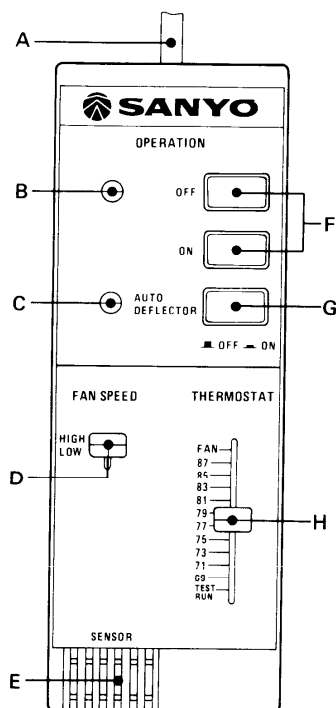 A
SANYO
OPERATION
B
OFF
F
ON
C
AUTO
DEFLECTOR
G
OFF ON
FAN SPEED THERMOSTAT
HIGH
LOW
D
FAN
87
85
83
81
79
77
H
75
73
71
69
TEST
RUN
SENSOR
E